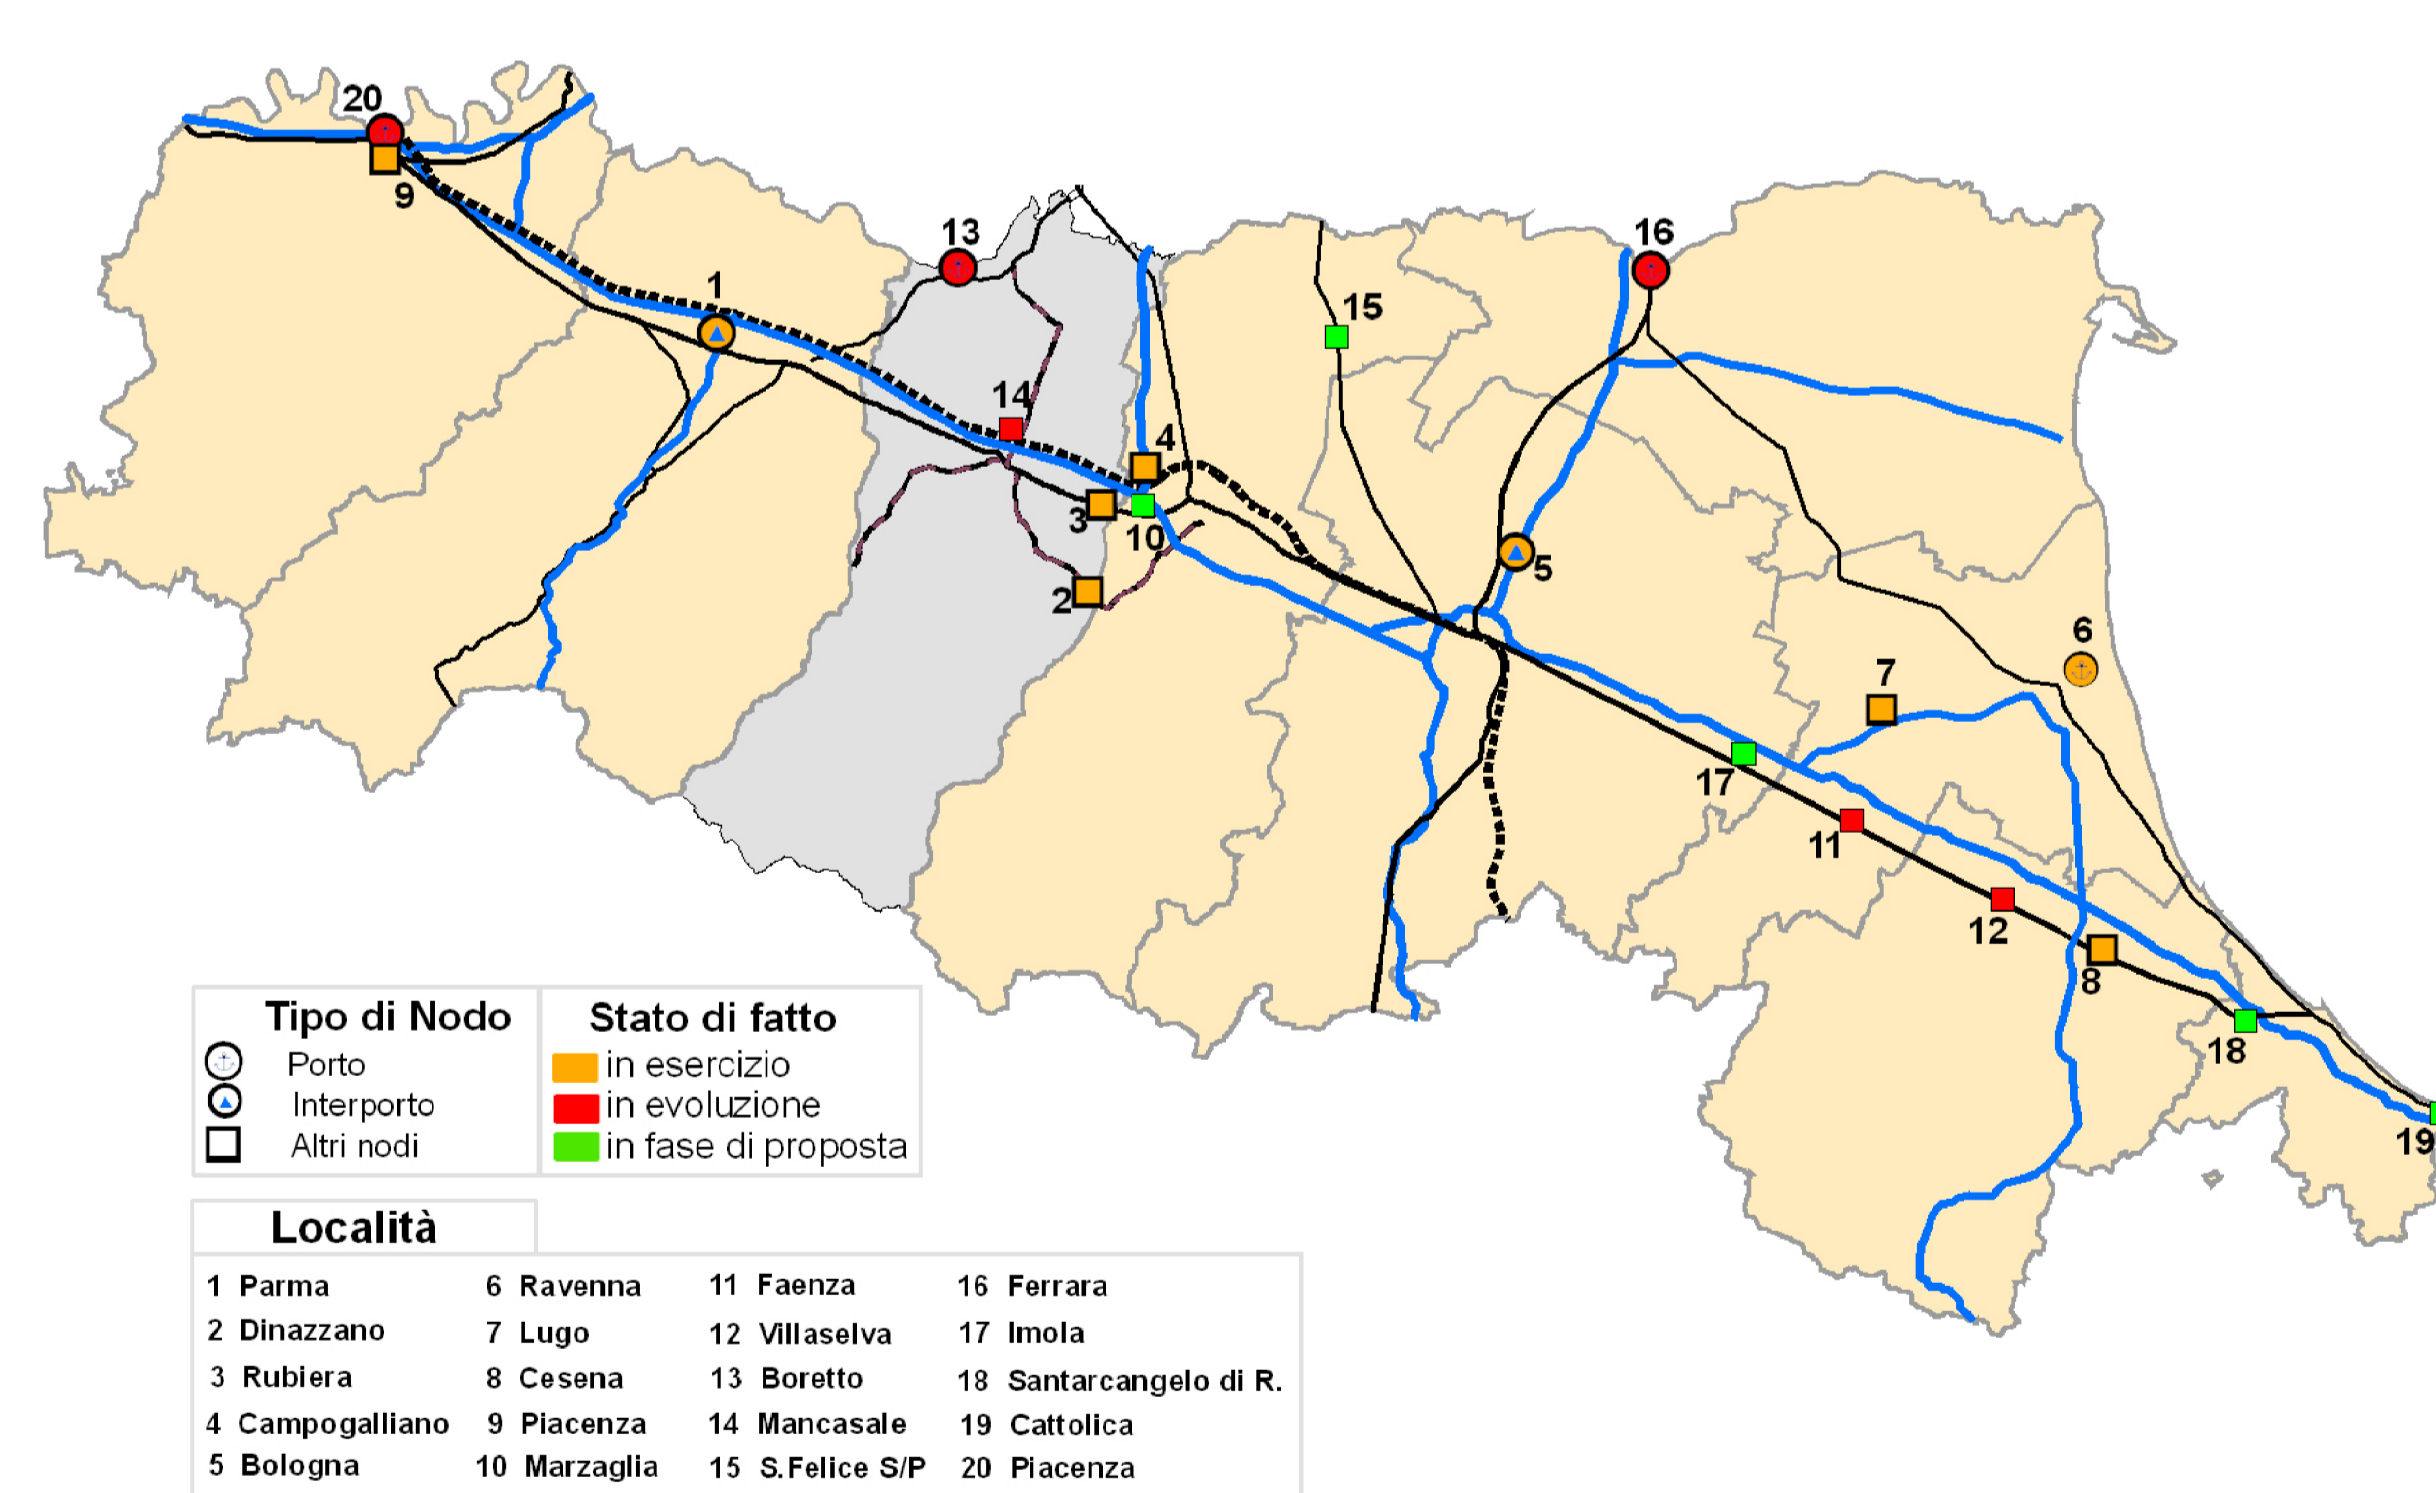 20
9
13
16
1
15
14
4
3
10
5
2
6
7
17
11
12
8
18
19
Tipo di Nodo
Porto
Interporto
Altri nodi
Stato di fatto
in esercizio
in evoluzione
in fase di proposta
Località
1 Parma
2 Dinazzano
3 Rubiera
4 Campogalliano
5 Bologna
6 Ravenna
7 Lugo
8 Cesena
9 Piacenza
10 Marzaglia
11 Faenza
12 Villaselva
13 Boretto
14 Mancasale
15 S.Felice S/P
16 Ferrara
17 Imola
18 Santarcangelo di R.
19 Cattolica
20 Piacenza